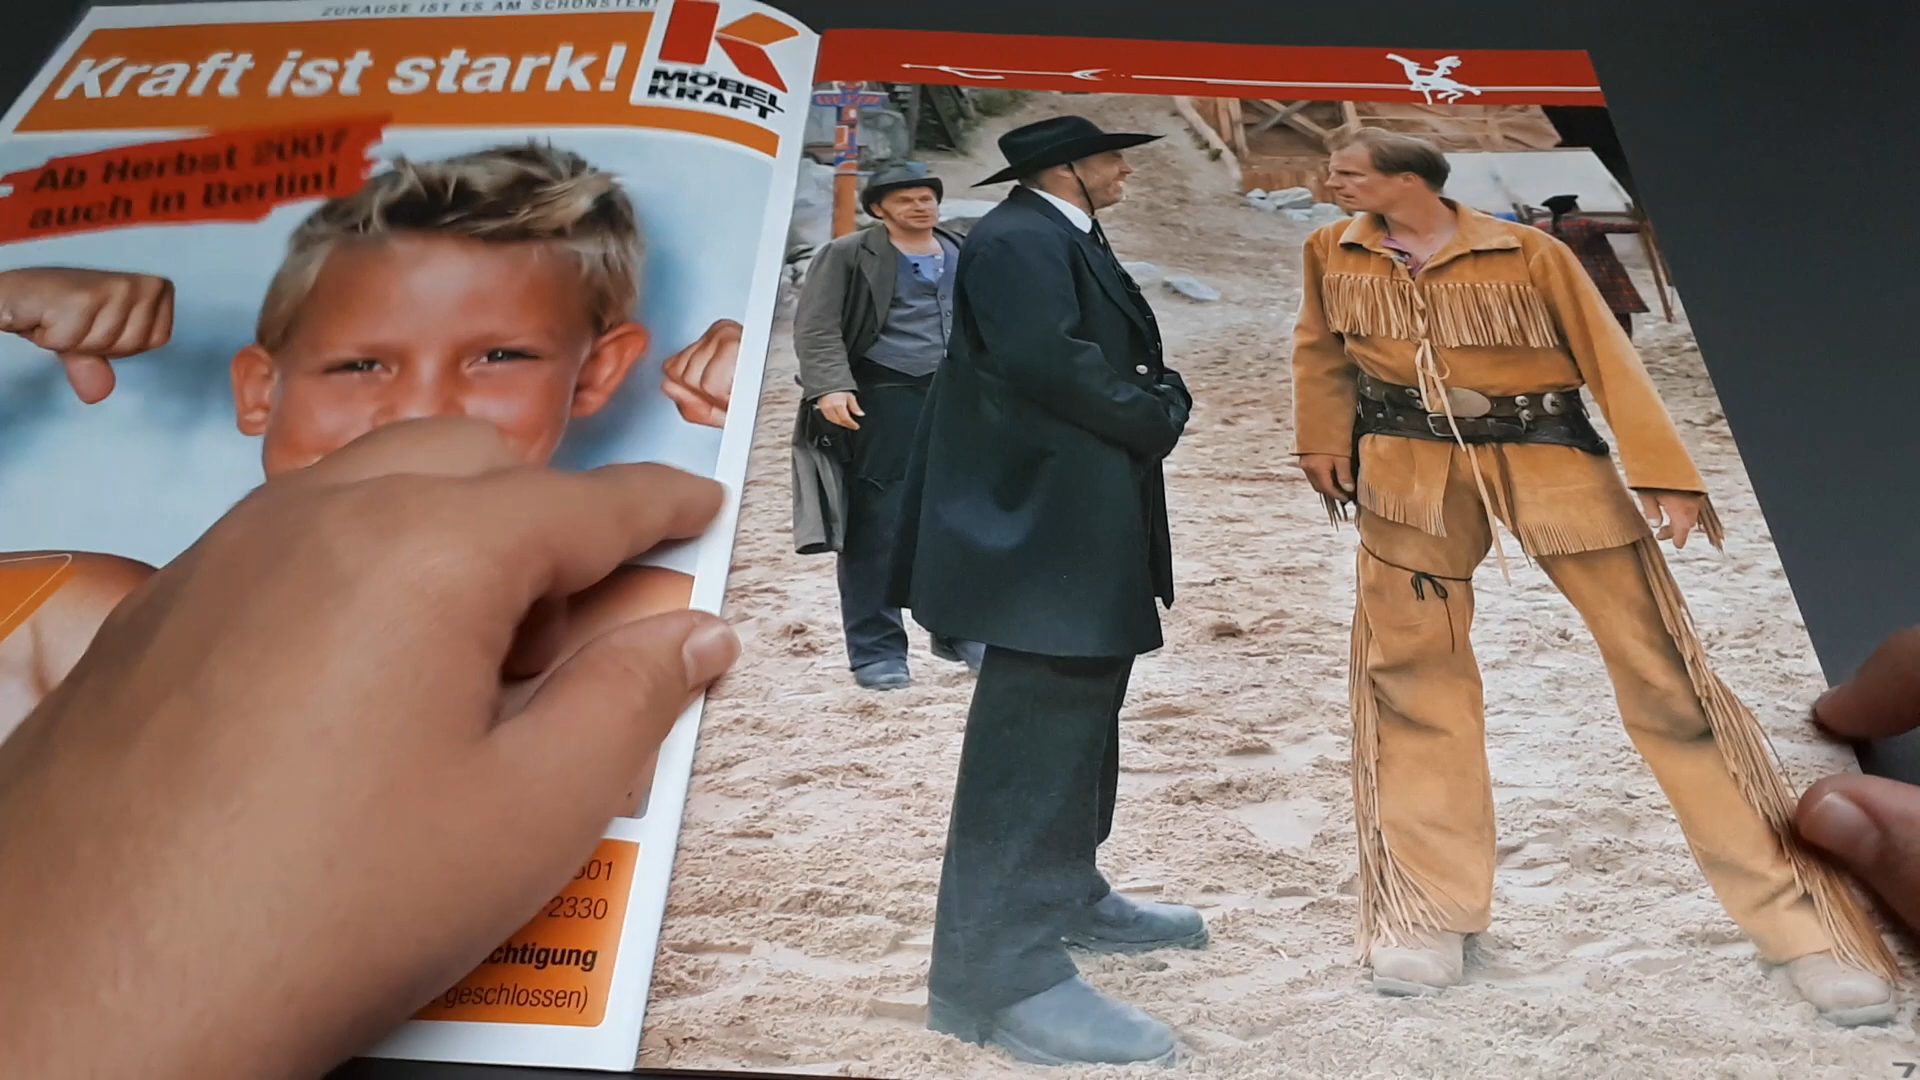 ZUHAUSE IST ES AM SCHÖNSTEN!
Kraft ist stark!
MÖBEL
KRAFT
Ab Herbst 2007
auch in Berlin!
601
2330
chtigung
geschlossen)
7